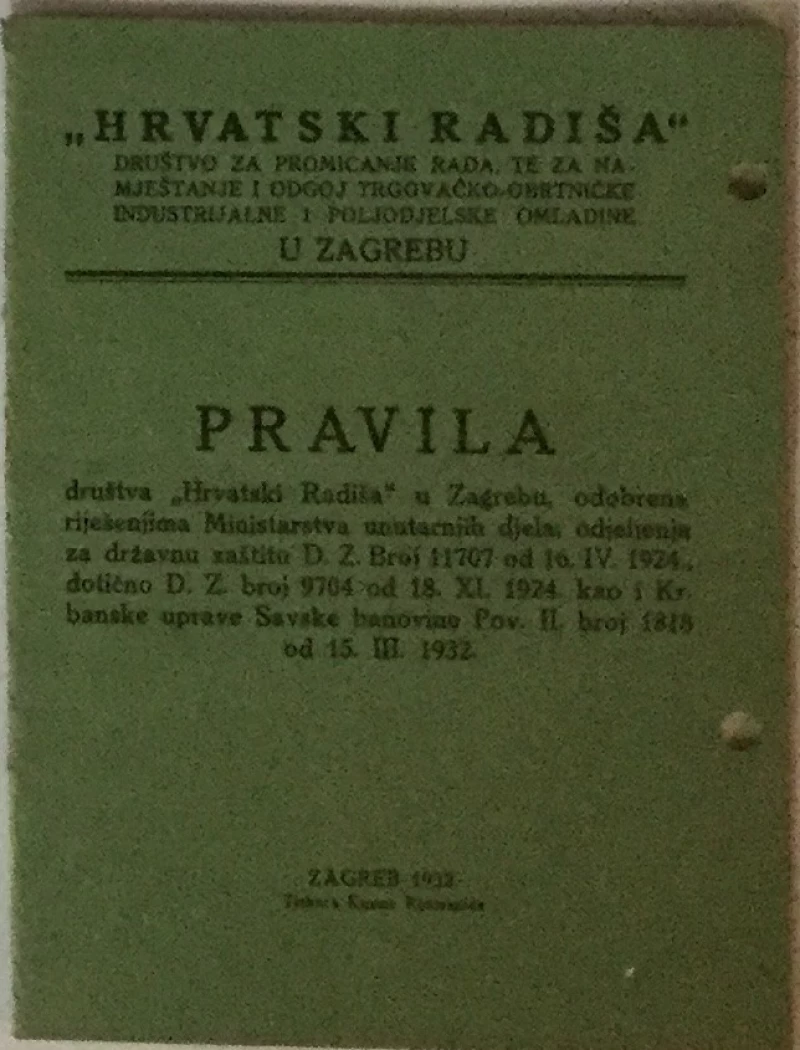 „HRVATSKI RADIŠA“
DRUŠTVO ZA PROMICANJE RADA, TE ZA NA-
MJEŠTANJE I ODGOJ TRGOVAČKO-OBRTNIČKE
INDUSTRIJALNE I POLJODJELSKE OMLADINE
U ZAGREBU
PRAVILA
društva „Hrvatski Radiša“ u Zagrebu, odobrena
riješenjima Ministarstva unutarnjih djela, odjelenja
za državnu zaštitu D. Z. Broj 11707 od 16. IV. 1924.,
dotično D. Z. broj 9704 od 18. XI. 1924. kao i Kr.
banske uprave Savske banovine Pov. II. broj 1818
od 15. III. 1932.
ZAGREB 1932.
Tiskara